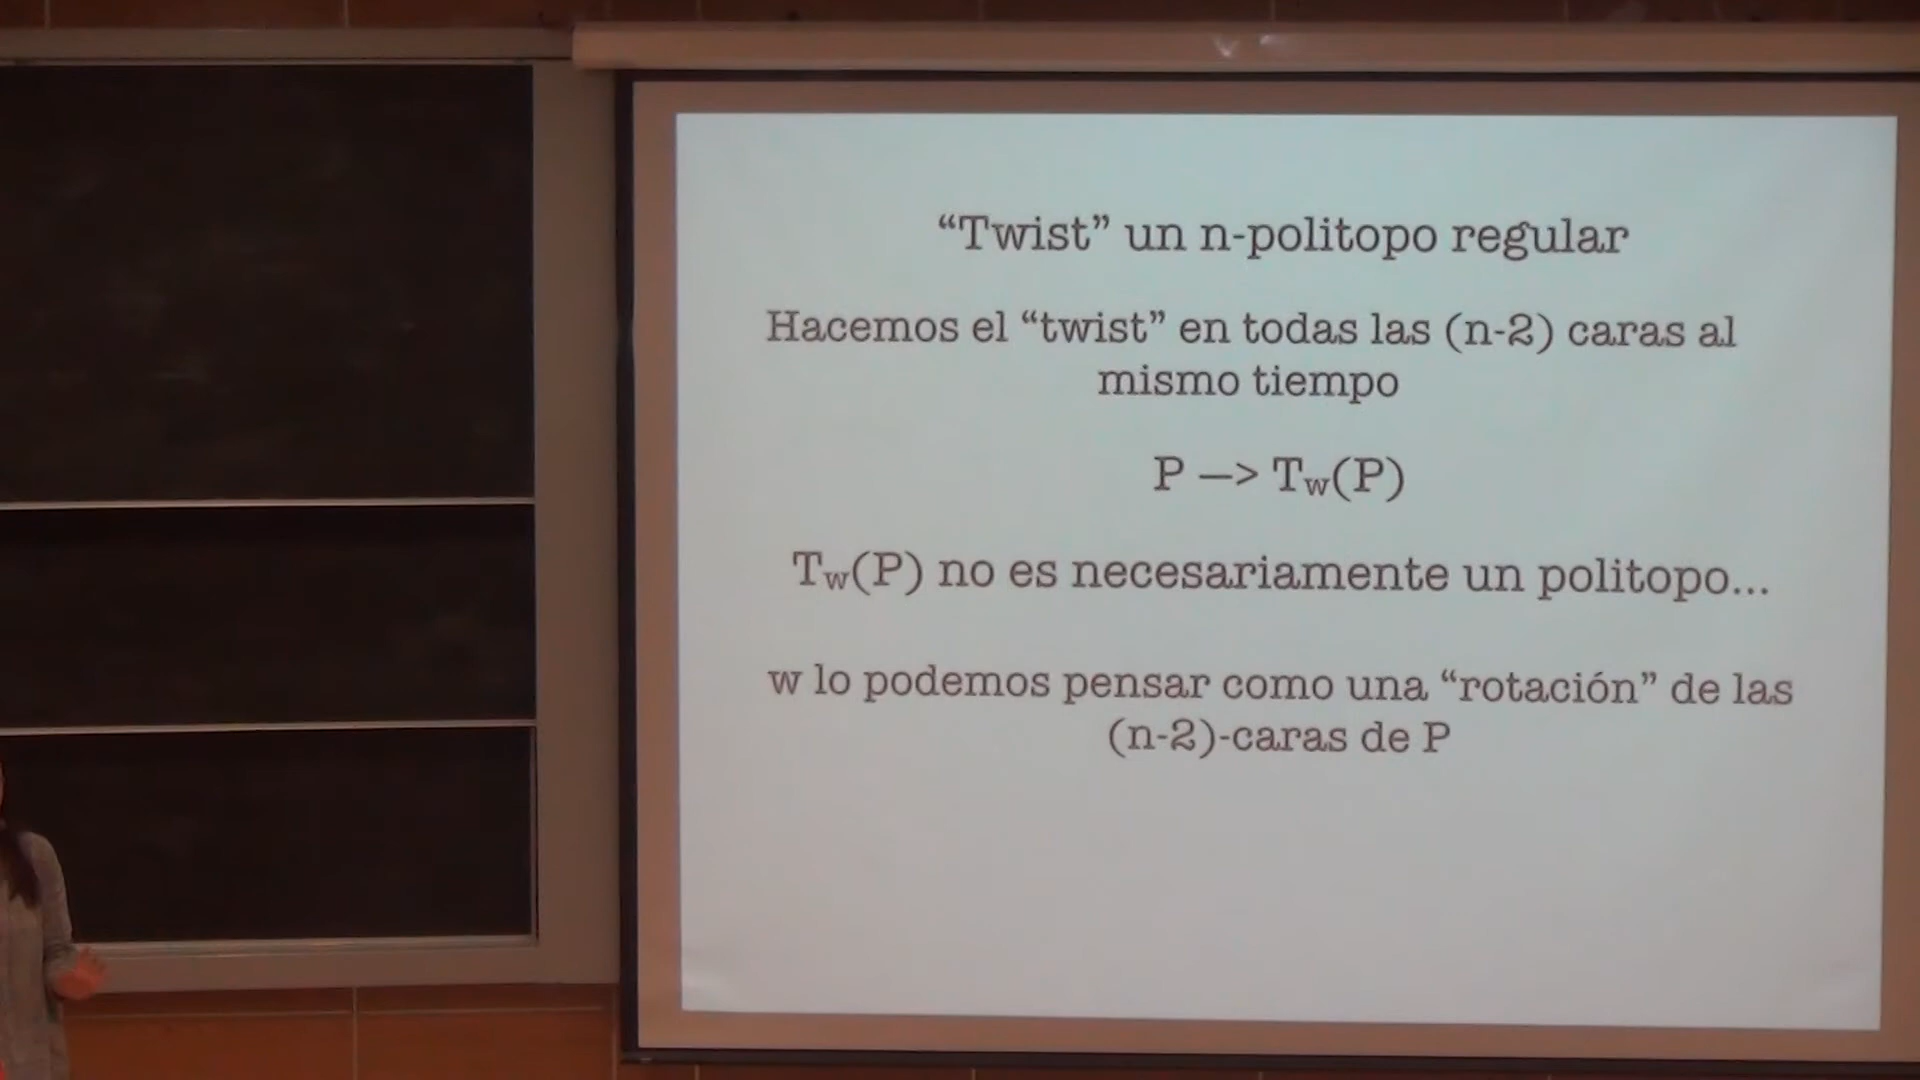 “Twist” un n-politopo regular
Hacemos el “twist” en todas las (n-2) caras al
mismo tiempo
P —> Tw(P)
Tw(P) no es necesariamente un politopo...
w lo podemos pensar como una “rotación” de las
(n-2)-caras de P